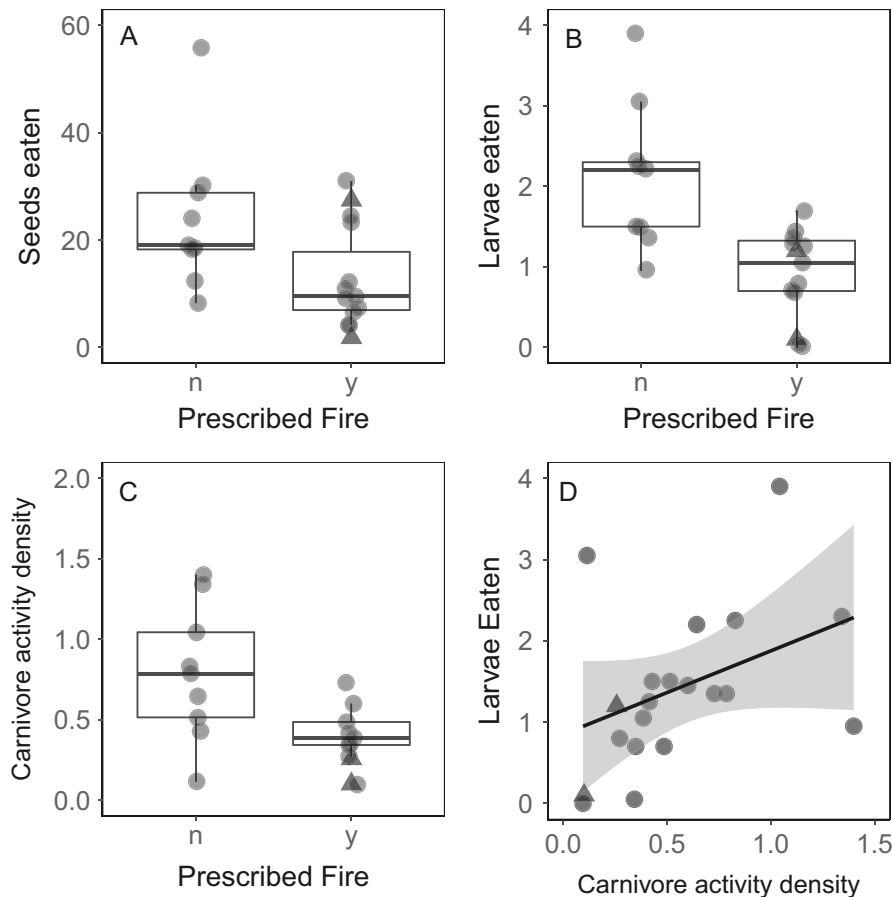 A
Seeds eaten
60
40
20
0
n
y
Prescribed Fire
B
Larvae eaten
4
3
2
1
0
n
y
Prescribed Fire
C
Carnivore activity density
2.0
1.5
1.0
0.5
0.0
n
y
Prescribed Fire
D
Larvae Eaten
4
3
2
1
0
0.0
0.5
1.0
1.5
Carnivore activity density